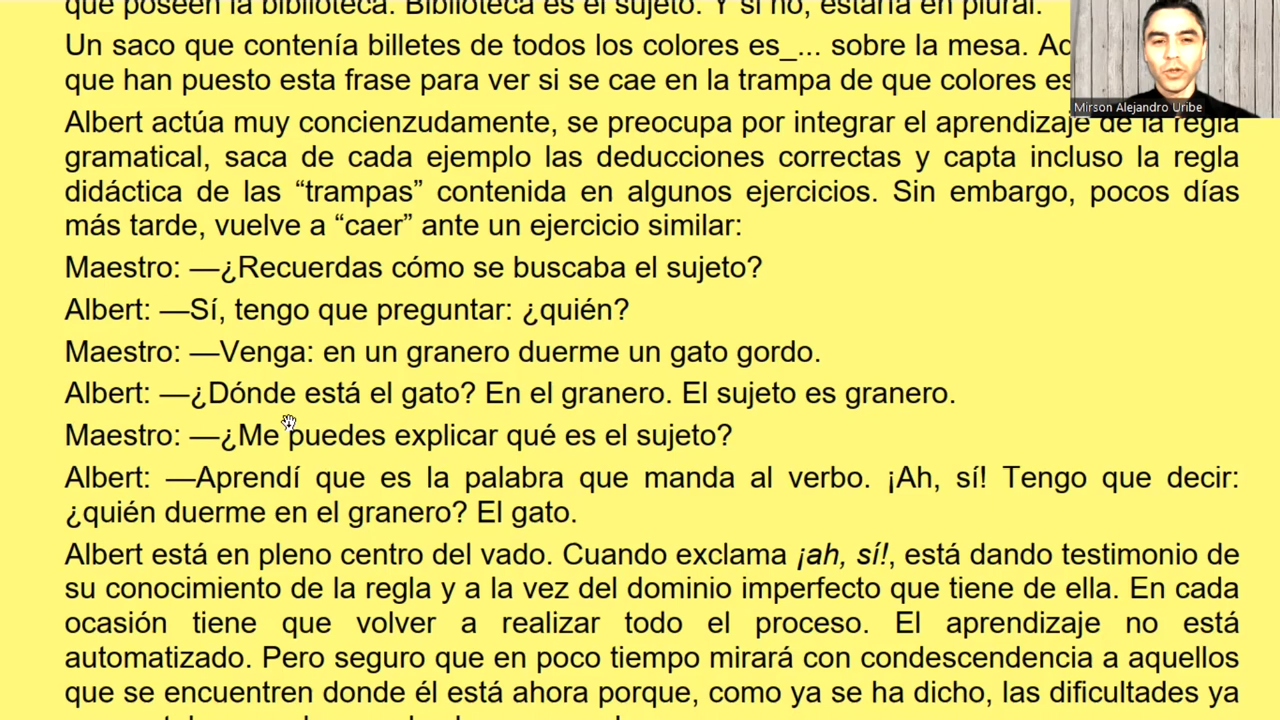 que poseen la biblioteca. Biblioteca es el sujeto. Y si no, estaría en plural.
Un saco que contenía billetes de todos los colores es_... sobre la mesa.
que han puesto esta frase para ver si se cae en la trampa de que colores
Mirson Alejandro Uribe
Albert actúa muy concienzudamente, se preocupa por integrar el aprendizaje de la regla
gramatical, saca de cada ejemplo las deducciones correctas y capta incluso la regla
didáctica de las “trampas” contenida en algunos ejercicios. Sin embargo, pocos días
más tarde, vuelve a “caer” ante un ejercicio similar:
Maestro: —¿Recuerdas cómo se buscaba el sujeto?
Albert: —Sí, tengo que preguntar: ¿quién?
Maestro: —Venga: en un granero duerme un gato gordo.
Albert: —¿Dónde está el gato? En el granero. El sujeto es granero.
Maestro: —¿Me puedes explicar qué es el sujeto?
Albert: —Aprendí que es la palabra que manda al verbo. ¡Ah, sí! Tengo que decir:
¿quién duerme en el granero? El gato.
Albert está en pleno centro del vado. Cuando exclama ¡ah, sí!, está dando testimonio de
su conocimiento de la regla y a la vez del dominio imperfecto que tiene de ella. En cada
ocasión tiene que volver a realizar todo el proceso. El aprendizaje no está
automatizado. Pero seguro que en poco tiempo mirará con condescendencia a aquellos
que se encuentren donde él está ahora porque, como ya se ha dicho, las dificultades ya